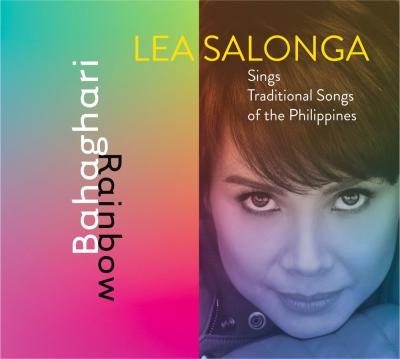 LEA SALONGA
Sings
Traditional Songs
of the Philippines
Bahaghari
Rainbow